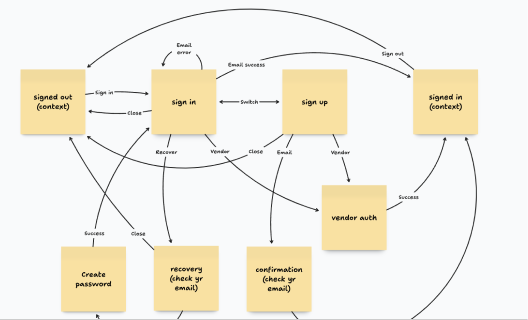 Email
error
Sign out
Email success
signed out
(context)
Sign in
Close
sign in
Switch
sign up
signed in
(context)
Recover
Vendor
Close
Email
Vendor
vendor auth
Success
Success
Close
Create
password
recovery
(check yr
email)
confirmation
(check yr
email)